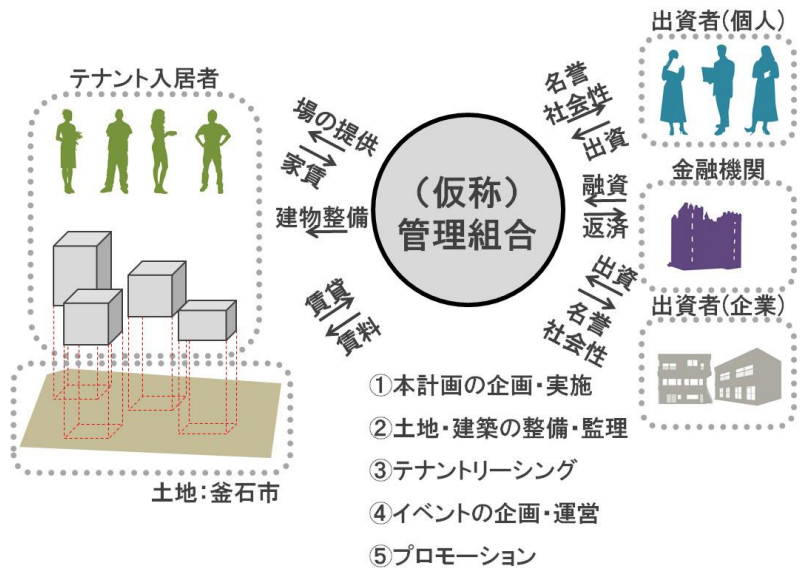 テナント入居者
場の提供
家賃
建物整備
賃貸
賃料
土地：釜石市
（仮称）
管理組合
名誉
社会性
出資
融資
返済
出資
名誉
社会性
出資者(個人)
金融機関
出資者(企業)
①本計画の企画・実施
②土地・建築の整備・監理
③テナントリーシング
④イベントの企画・運営
⑤プロモーション